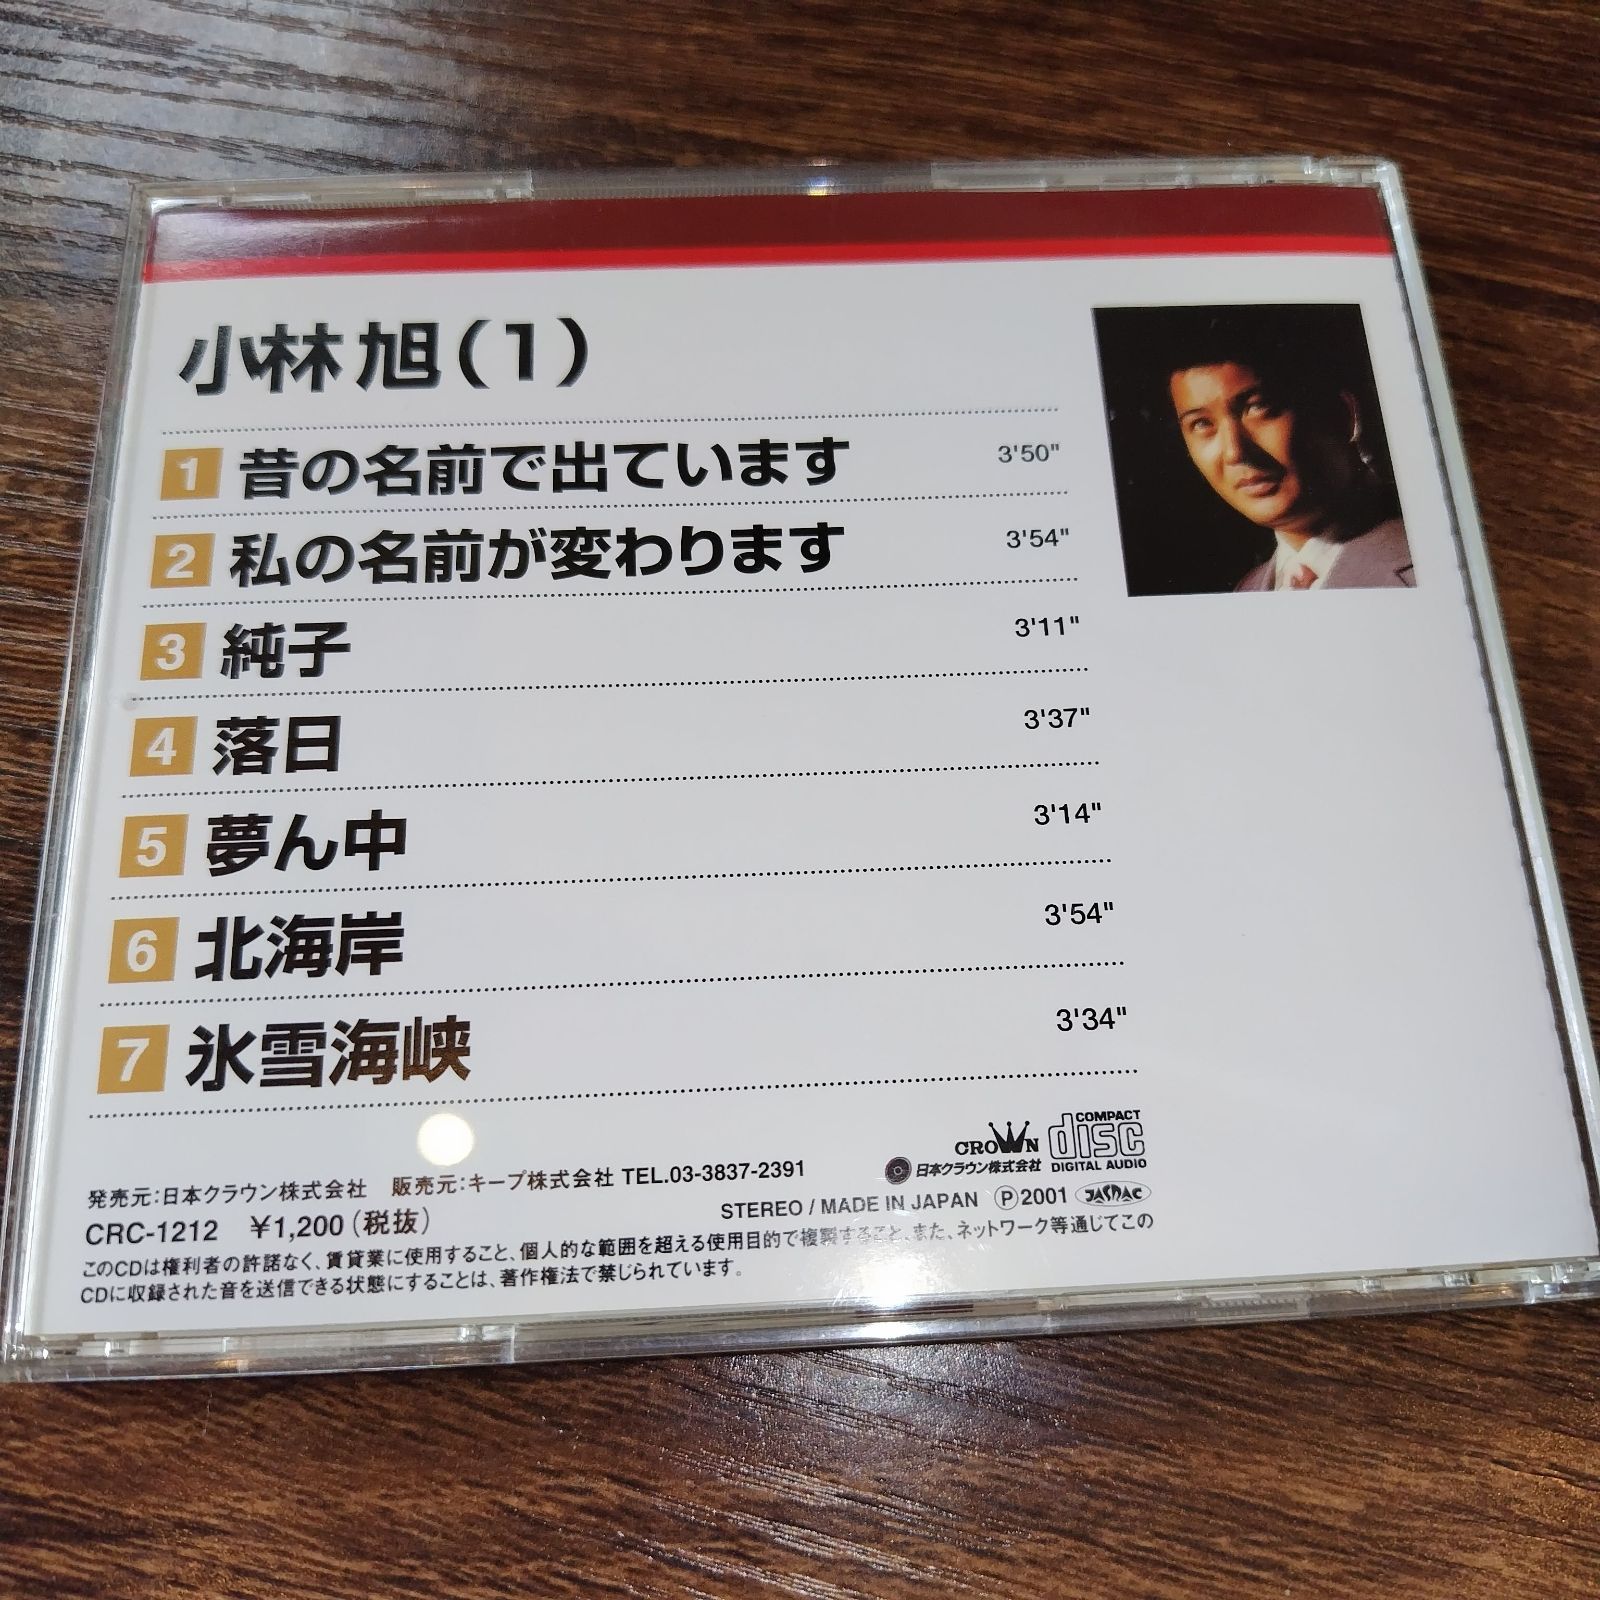 小林 旭(1)
1 昔の名前で出ています 3'50"
2 私の名前が変わります 3'54"
3 純子 3'11"
4 落日 3'37"
5 夢ん中 3'14"
6 北海岸 3'54"
7 氷雪海峡 3'34"
CROWN
日本クラウン株式会社
COMPACT
disc
DIGITAL AUDIO
発売元:日本クラウン株式会社 販売元:キープ株式会社 TEL.03-3837-2391
CRC-1212 ¥1,200(税抜)
STEREO / MADE IN JAPAN Ⓟ2001 JASRAC
このCDは権利者の許諾なく、賃貸業に使用すること、個人的な範囲を超える使用目的で複製すること、また、ネットワーク等通じてこの
CDに収録された音を送信できる状態にすることは、著作権法で禁じられています。